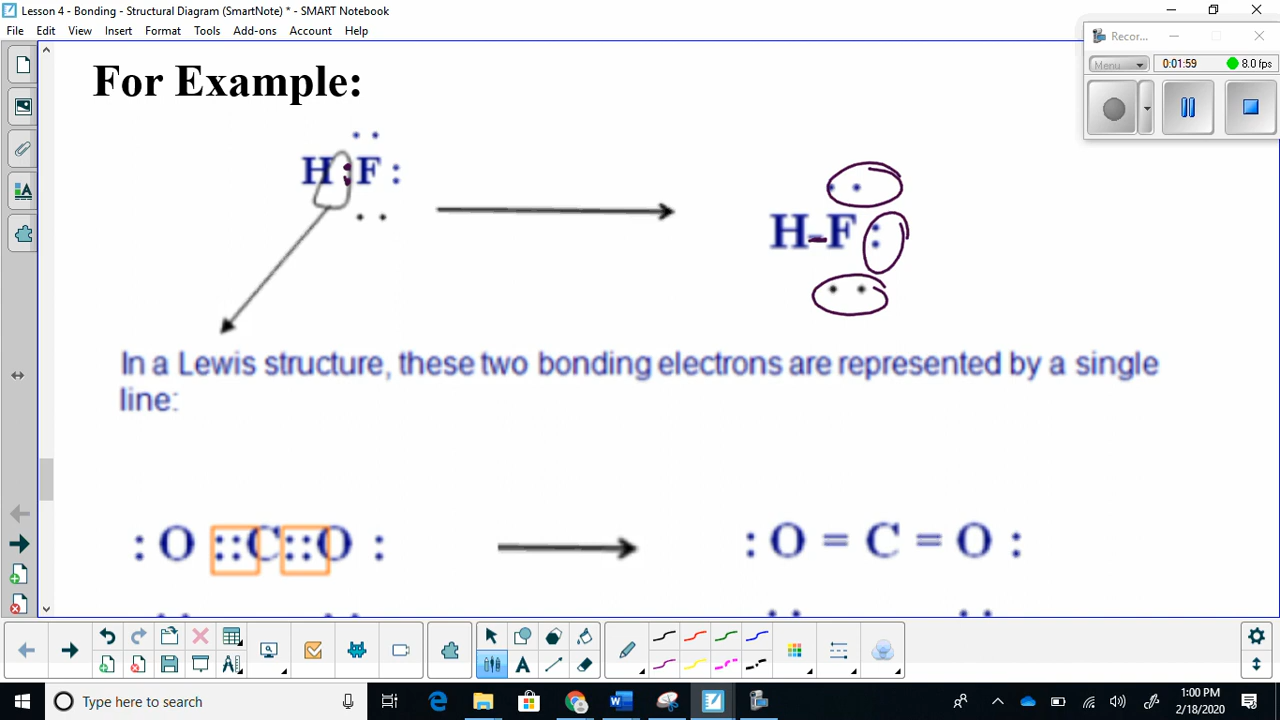 Lesson 4 - Bonding - Structural Diagram (SmartNote) * - SMART Notebook
File Edit View Insert Format Tools Add-ons Account Help
Recor...
Menu
0:01:59
8.0 fps
For Example:
H : F :
H - F :
In a Lewis structure, these two bonding electrons are represented by a single
line:
: O :: C :: O :
: O = C = O :
A
Type here to search
1:00 PM
2/18/2020